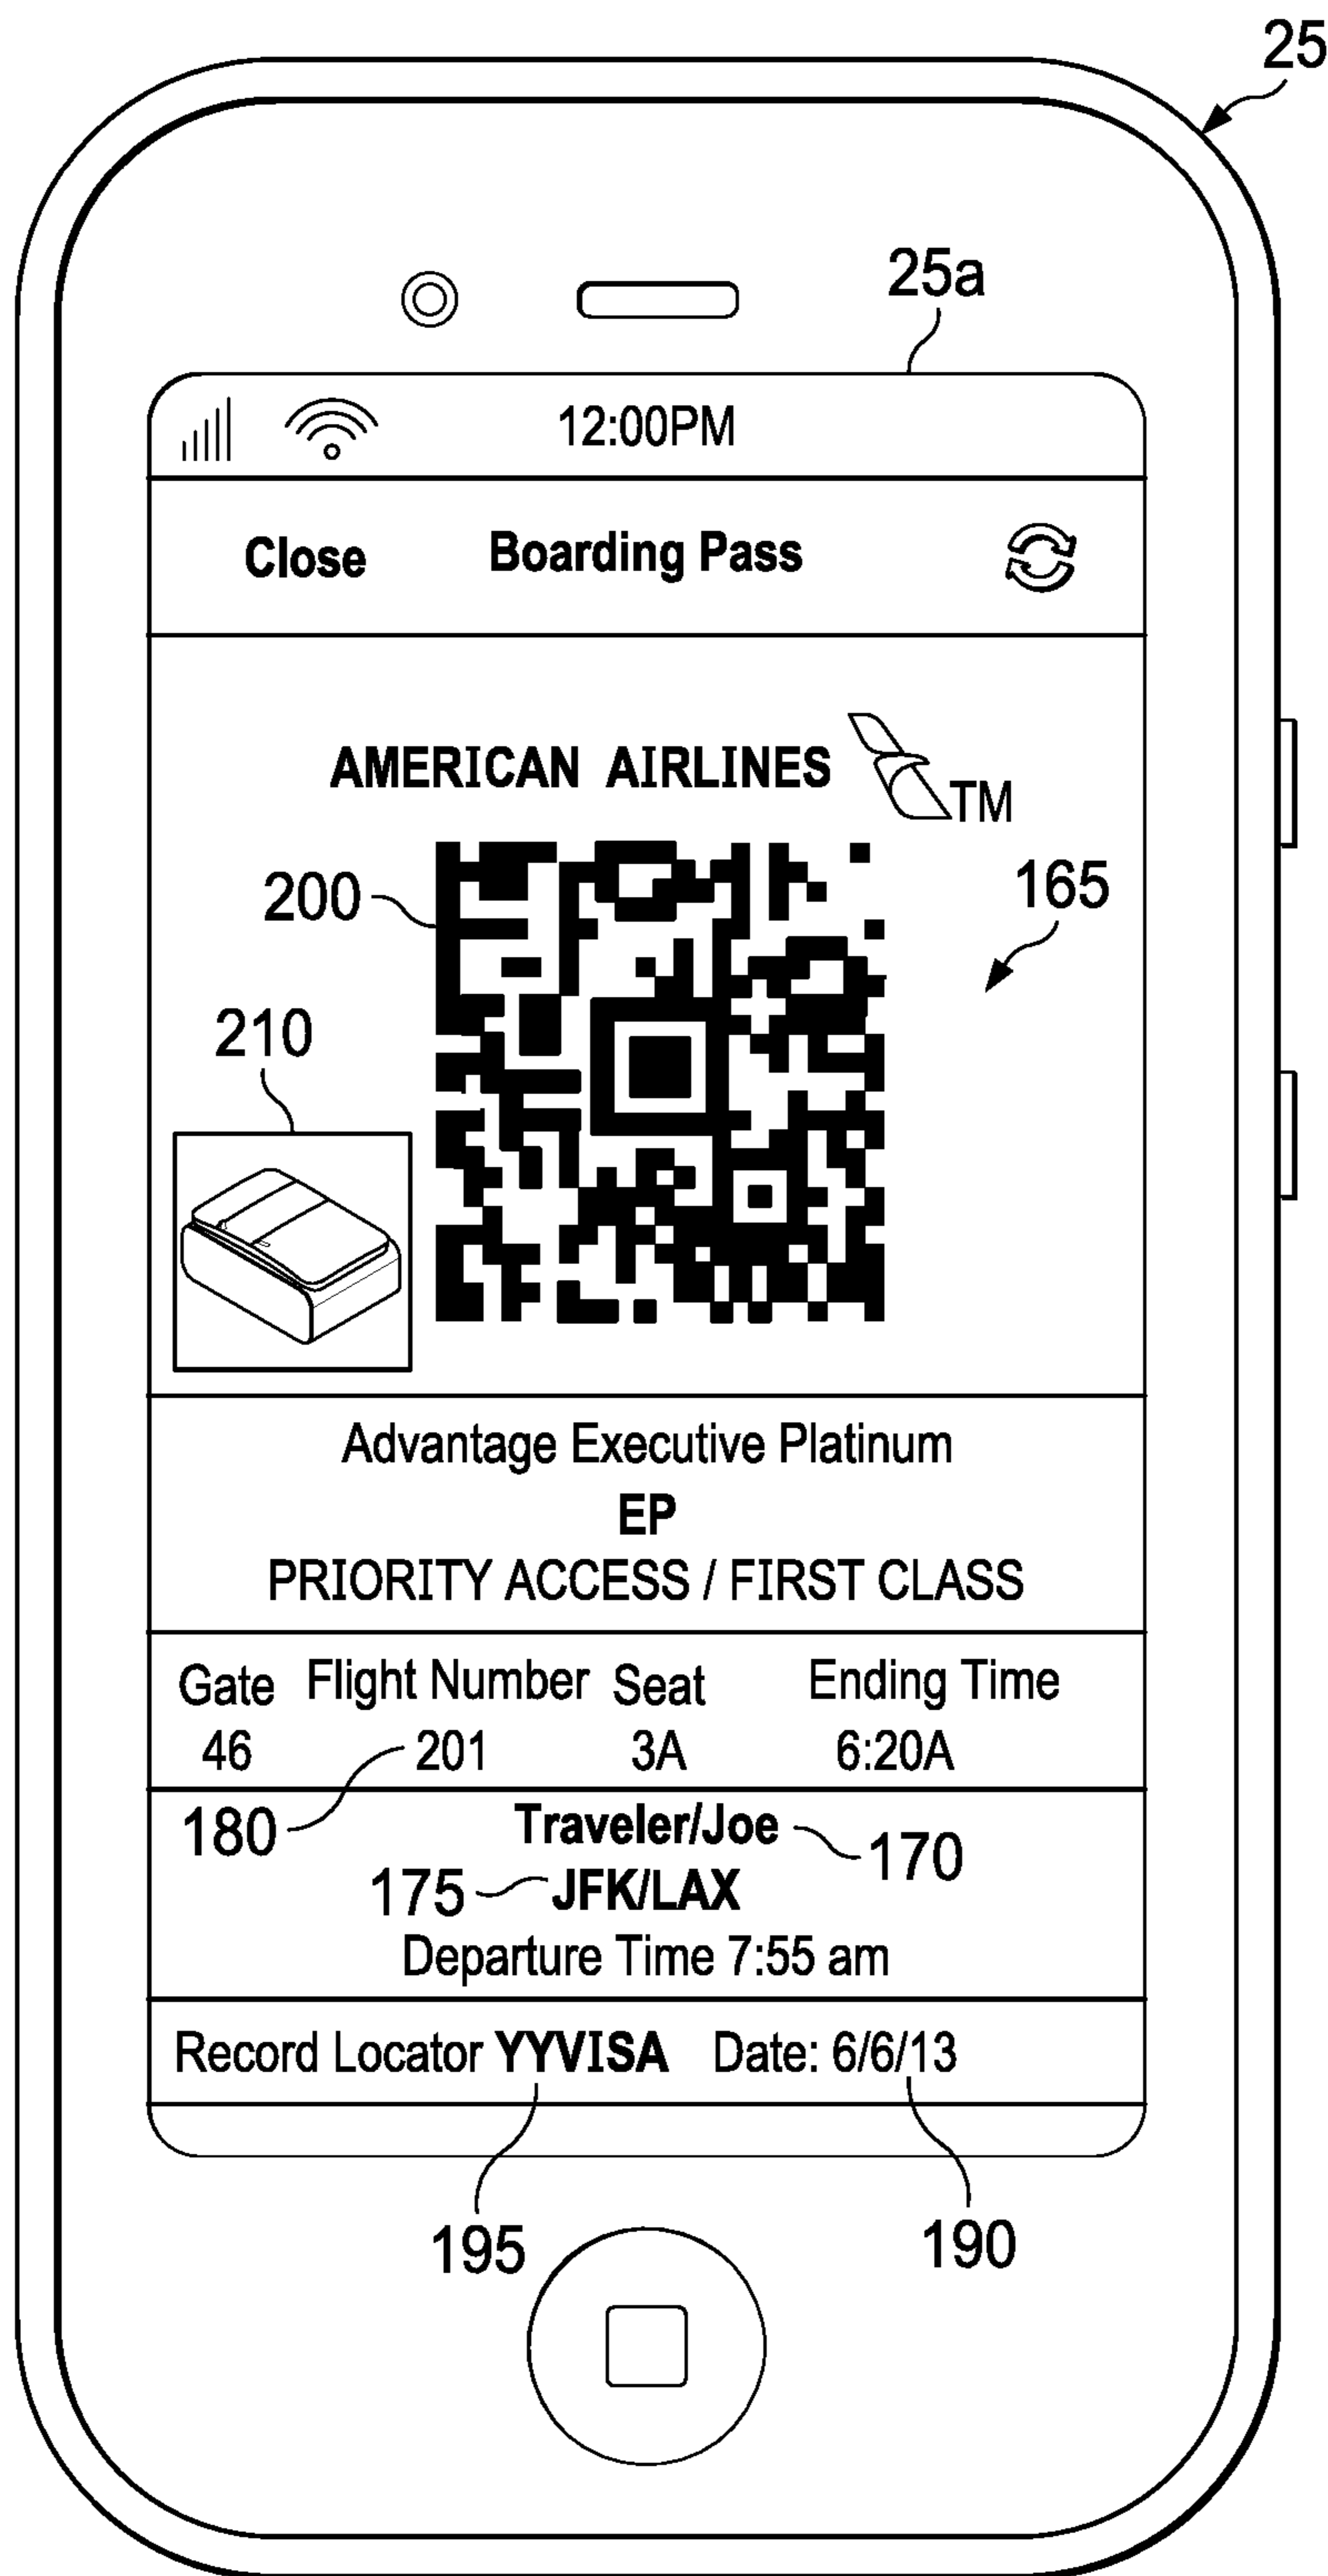 25
25a
12:00PM
Close Boarding Pass
AMERICAN AIRLINES TM
200
165
210
Advantage Executive Platinum
EP
PRIORITY ACCESS / FIRST CLASS
Gate Flight Number Seat Ending Time
46 201 3A 6:20A
180 Traveler/Joe 170
175 JFK/LAX
Departure Time 7:55 am
Record Locator YYVISA Date: 6/6/13
195 190